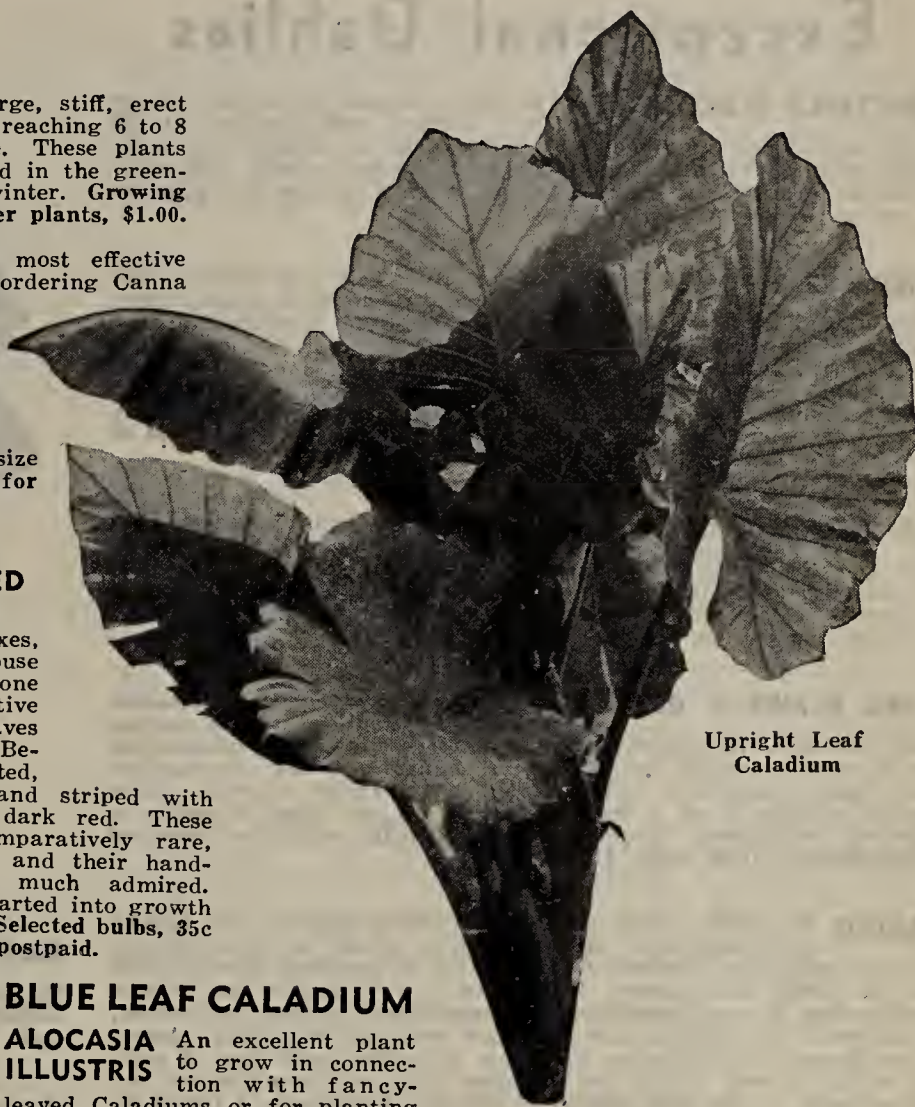 Exceptional Dahlias
rge, stiff, erect
reaching 6 to 8
These plants
d in the green-
winter. Growing
er plants, $1.00.
most effective
ordering Canna
size
for
ED
xes,
ouse
one
tive
ves
Be-
ted,
and striped with
dark red. These
mparatively rare,
and their hand-
much admired.
arted into growth
Selected bulbs, 35c
postpaid.
Upright Leaf
Caladium
BLUE LEAF CALADIUM
ALOCASIA
ILLUSTRIS
An excellent plant
to grow in connec-
tion with fancy-
leaved Caladiums or for planting